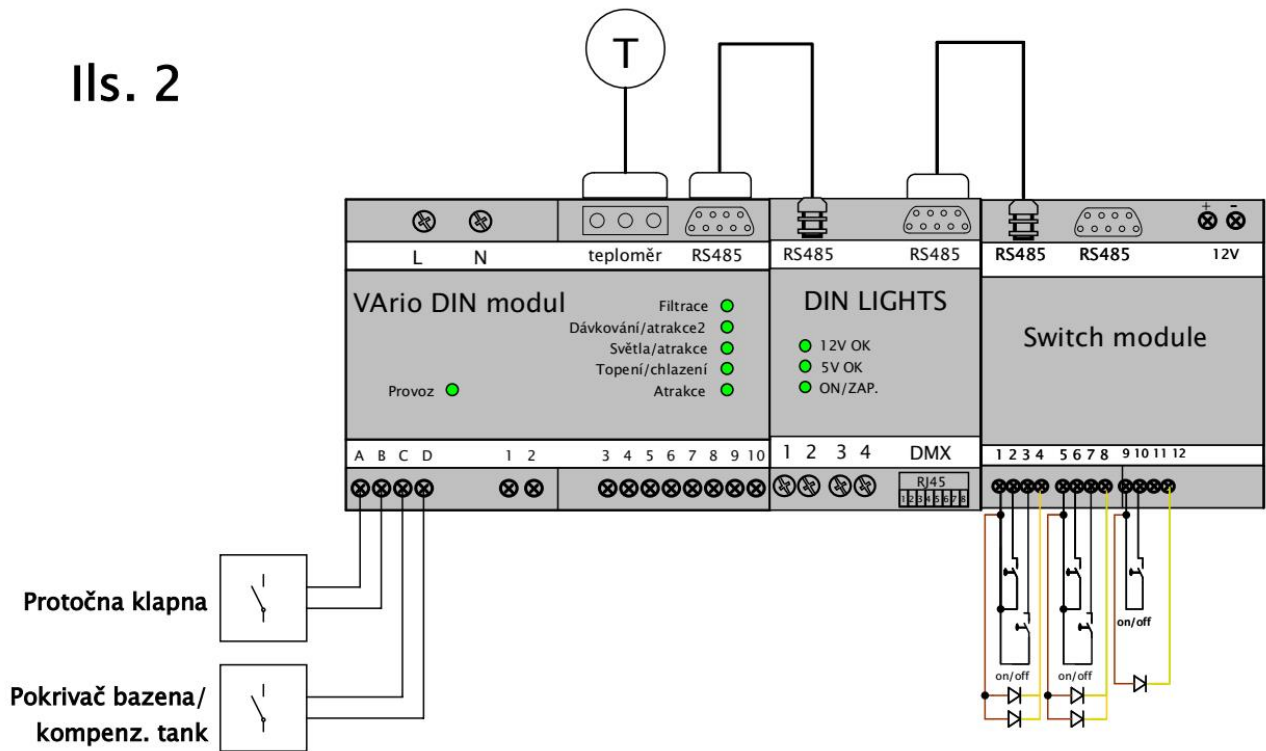 Ils. 2
T
+ -
L N teploměr RS485 RS485 RS485 RS485 RS485 12V
VArio DIN modul
Filtrace
Dávkování/atrakce2
Světla/atrakce
Topení/chlazení
Atrakce
Provoz
DIN LIGHTS
12V OK
5V OK
ON/ZAP.
Switch module
A B C D 1 2 3 4 5 6 7 8 9 10 1 2 3 4 DMX 1 2 3 4 5 6 7 8 9 10 11 12
RJ45
1 2 3 4 5 6 7 8
Protočna klapna
on/off
on/off on/off
Pokrivač bazena/
kompenz. tank